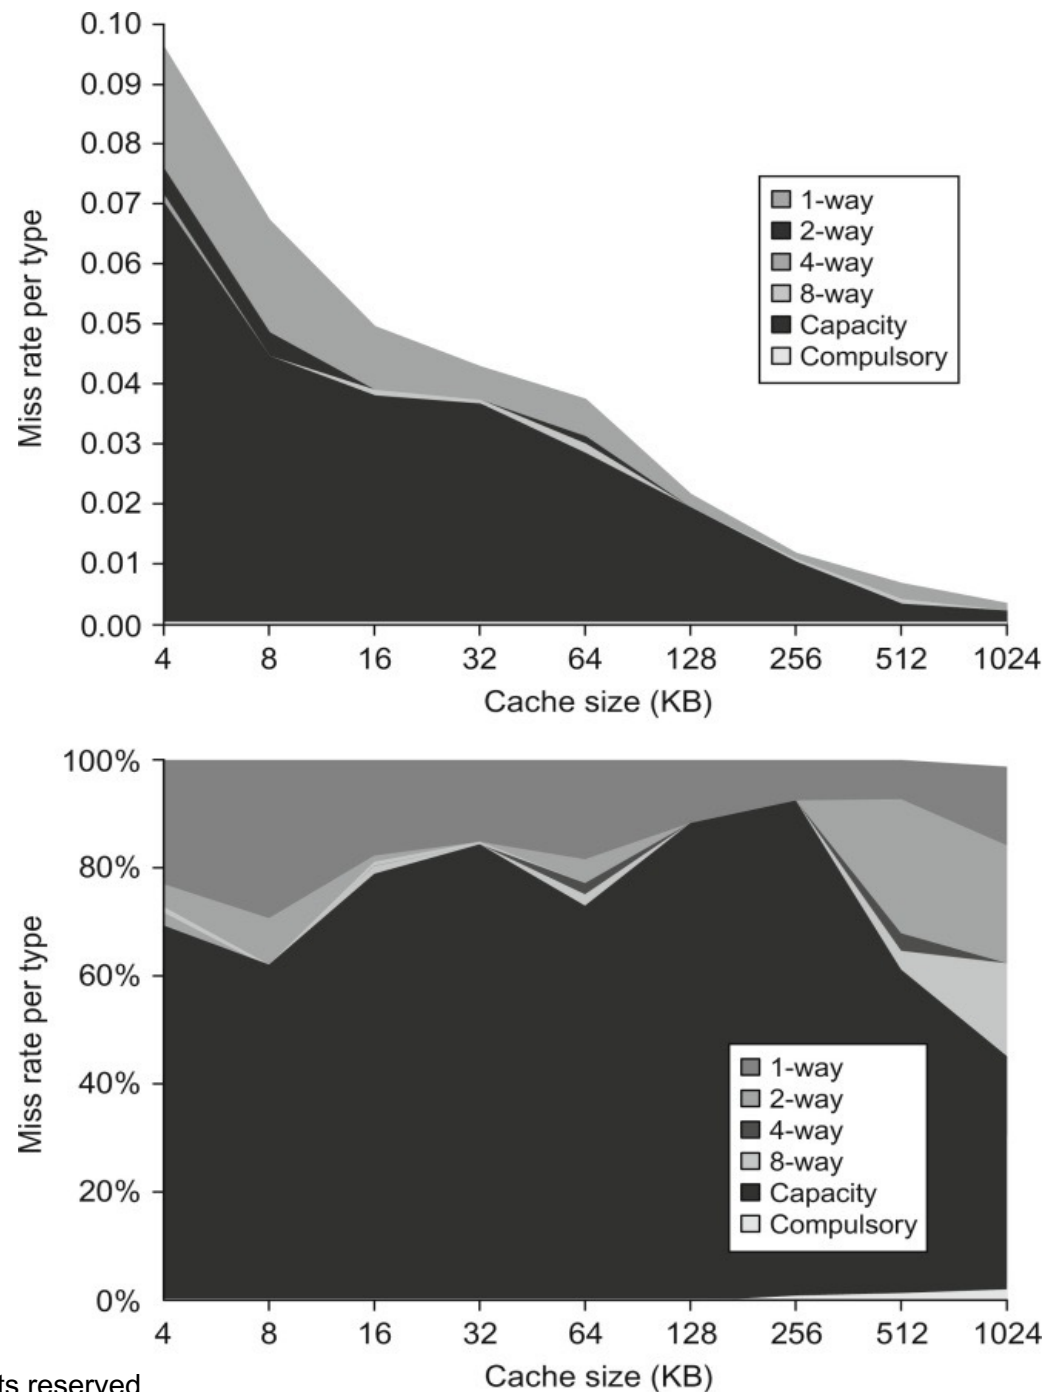 0.10
0.09
0.08
0.07
0.06
0.05
0.04
0.03
0.02
0.01
0.00
Miss rate per type
1-way
2-way
4-way
8-way
Capacity
Compulsory
4 8 16 32 64 128 256 512 1024
Cache size (KB)
100%
80%
60%
40%
20%
0%
Miss rate per type
1-way
2-way
4-way
8-way
Capacity
Compulsory
4 8 16 32 64 128 256 512 1024
Cache size (KB)
reserved